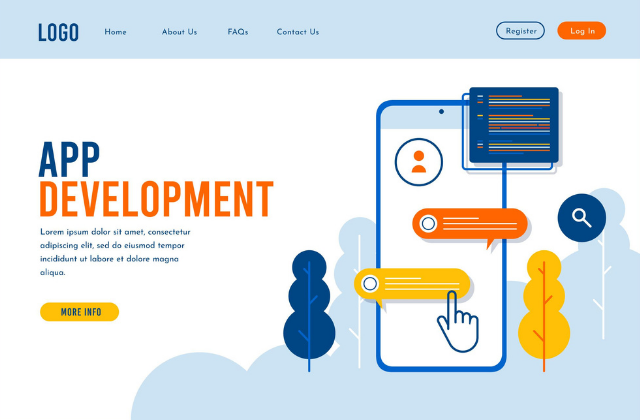 LOGO
Home
About Us
FAQs
Contact Us
Register
Log In
APP
DEVELOPMENT
Lorem ipsum dolor sit amet, consectetur
adipiscing elit, sed do eiusmod tempor
incididunt ut labore et dolore magna
aliqua.
MORE INFO